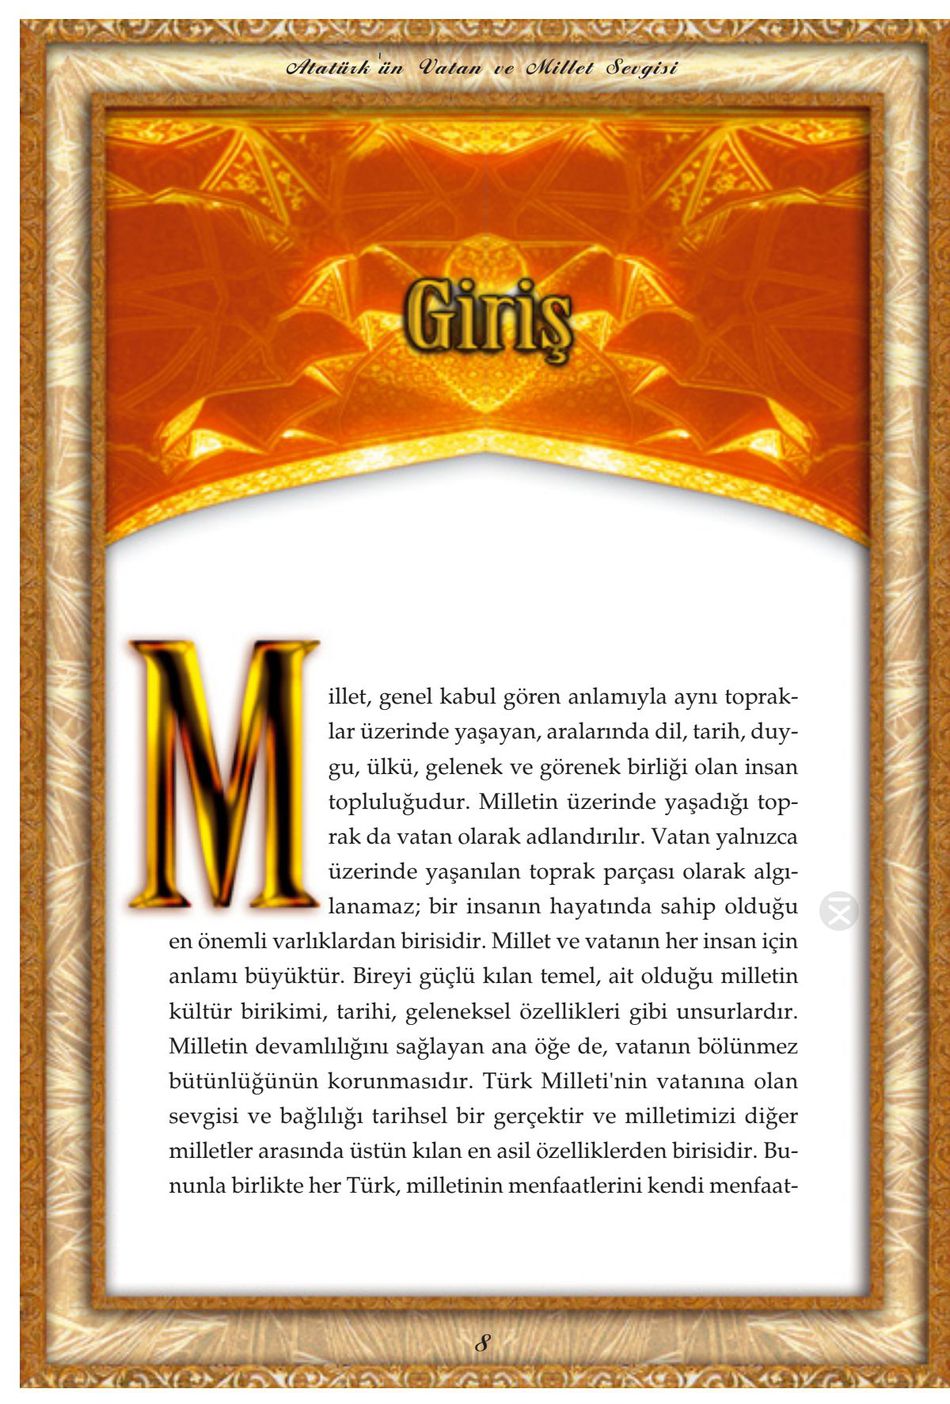 Atatürk'ün Vatan ve Millet Sevgisi
Giriş
Millet, genel kabul gören anlamıyla aynı toprak-
lar üzerinde yaşayan, aralarında dil, tarih, duy-
gu, ülkü, gelenek ve görenek birliği olan insan
topluluğudur. Milletin üzerinde yaşadığı top-
rak da vatan olarak adlandırılır. Vatan yalnızca
üzerinde yaşanılan toprak parçası olarak algı-
lanamaz; bir insanın hayatında sahip olduğu
en önemli varlıklardan birisidir. Millet ve vatanın her insan için
anlamı büyüktür. Bireyi güçlü kılan temel, ait olduğu milletin
kültür birikimi, tarihi, geleneksel özellikleri gibi unsurlardır.
Milletin devamlılığını sağlayan ana öğe de, vatanın bölünmez
bütünlüğünün korunmasıdır. Türk Milleti'nin vatanına olan
sevgisi ve bağlılığı tarihsel bir gerçektir ve milletimizi diğer
milletler arasında üstün kılan en asil özelliklerden birisidir. Bu-
nunla birlikte her Türk, milletinin menfaatlerini kendi menfaat-
8